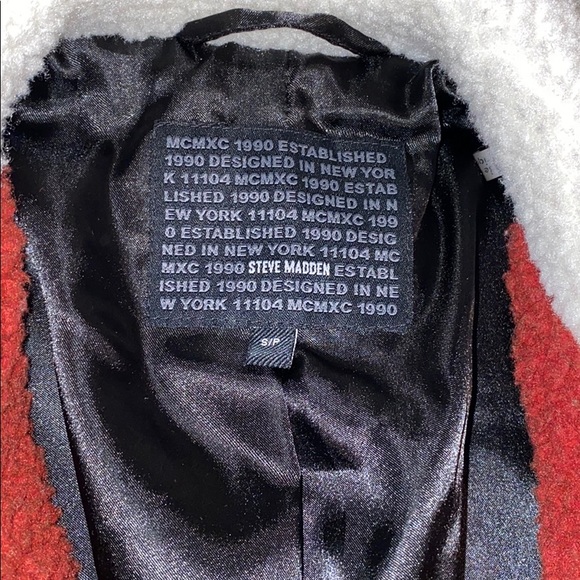 MCMXC 1990 ESTABLISHED
1990 DESIGNED IN NEW YOR
K 11104 MCMXC 1990 ESTAB
LISHED 1990 DESIGNED IN N
EW YORK 11104 MCMXC 199
0 ESTABLISHED 1990 DESIG
NED IN NEW YORK 11104 MC
MXC 1990 STEVE MADDEN ESTABL
ISHED 1990 DESIGNED IN NE
W YORK 11104 MCMXC 1990
S/P